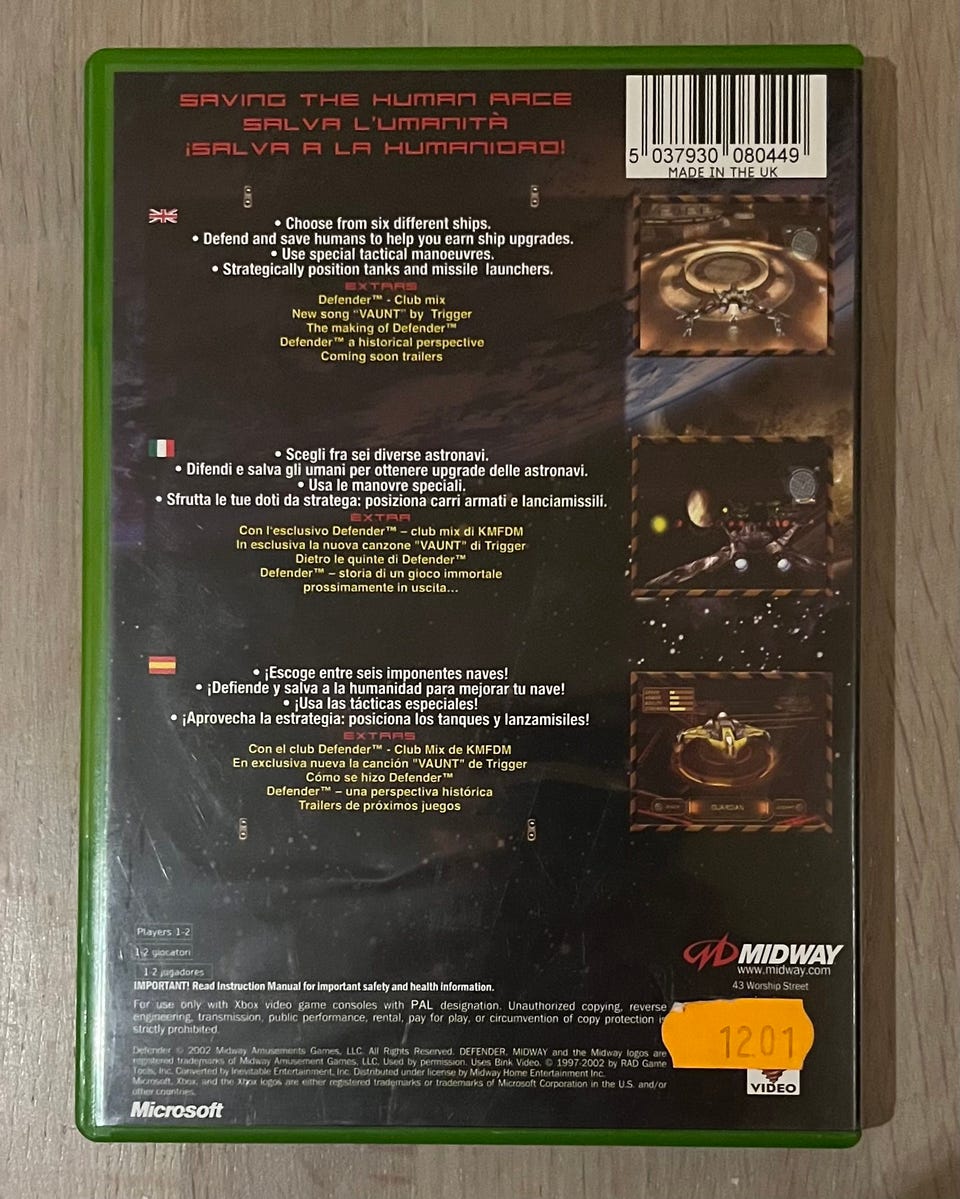 SAVING THE HUMAN RACE
SALVA L'UMANITÀ
¡SALVA A LA HUMANIDAD!
5 037930 080449
MADE IN THE UK
• Choose from six different ships.
• Defend and save humans to help you earn ship upgrades.
• Use special tactical manoeuvres.
• Strategically position tanks and missile launchers.
EXTRAS
Defender™ - Club mix
New song "VAUNT" by Trigger
The making of Defender™
Defender™ a historical perspective
Coming soon trailers
• Scegli fra sei diverse astronavi.
• Difendi e salva gli umani per ottenere upgrade delle astronavi.
• Usa le manovre speciali.
• Sfrutta le tue doti da stratega: posiziona carri armati e lanciamissili.
EXTRA
Con l'esclusivo Defender™ – club mix di KMFDM
In esclusiva la nuova canzone "VAUNT" di Trigger
Dietro le quinte di Defender™
Defender™ – storia di un gioco immortale
prossimamente in uscita...
• ¡Escoge entre seis imponentes naves!
• ¡Defiende y salva a la humanidad para mejorar tu nave!
• ¡Usa las tácticas especiales!
• ¡Aprovecha la estrategia: posiciona los tanques y lanzamisiles!
EXTRAS
Con el club Defender™ - Club Mix de KMFDM
En exclusiva nueva la canción "VAUNT" de Trigger
Cómo se hizo Defender™
Defender™ – una perspectiva histórica
Trailers de próximos juegos
GUARDIAN
Players 1-2
1-2 giocatori
1-2 jugadores
MIDWAY
www.midway.com
43 Worship Street
IMPORTANT! Read Instruction Manual for important safety and health information.
For use only with Xbox video game consoles with PAL designation. Unauthorized copying, reverse
engineering, transmission, public performance, rental, pay for play, or circumvention of copy protection is
strictly prohibited.
1201
Defender © 2002 Midway Amusements Games, LLC. All Rights Reserved. DEFENDER, MIDWAY and the Midway logos are
registered trademarks of Midway Amusement Games, LLC. Used by permission. Uses Bink Video. © 1997-2002 by RAD Game
Tools, Inc. Converted by Inevitable Entertainment, Inc. Distributed under license by Midway Home Entertainment Inc.
Microsoft, Xbox, and the Xbox logos are either registered trademarks or trademarks of Microsoft Corporation in the U.S. and/or
other countries.
VIDEO
Microsoft